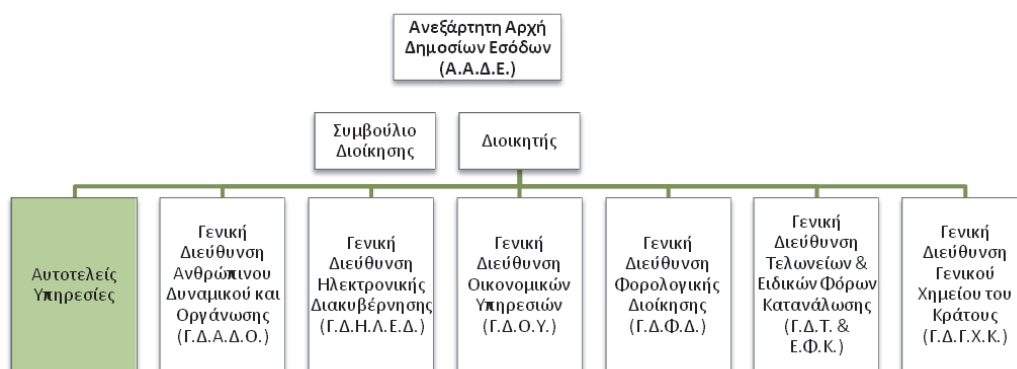 Ανεξάρτητη Αρχή
Δημοσίων Εσόδων
(Α.Α.Δ.Ε.)
Συμβούλιο
Διοίκησης
Διοικητής
Αυτοτελείς
Υπηρεσίες
Γενική
Διεύθυνση
Ανθρώπινου
Δυναμικού και
Οργάνωσης
(Γ.Δ.Α.Δ.Ο.)
Γενική
Διεύθυνση
Ηλεκτρονικής
Διακυβέρνησης
(Γ.Δ.Η.Λ.Ε.Δ.)
Γενική
Διεύθυνση
Οικονομικών
Υπηρεσιών
(Γ.Δ.Ο.Υ.)
Γενική
Διεύθυνση
Φορολογικής
Διοίκησης
(Γ.Δ.Φ.Δ.)
Γενική
Διεύθυνση
Τελωνείων &
Ειδικών Φόρων
Κατανάλωσης
(Γ.Δ.Τ. &
Ε.Φ.Κ.)
Γενική
Διεύθυνση
Γενικού
Χημείου του
Κράτους
(Γ.Δ.Γ.Χ.Κ.)